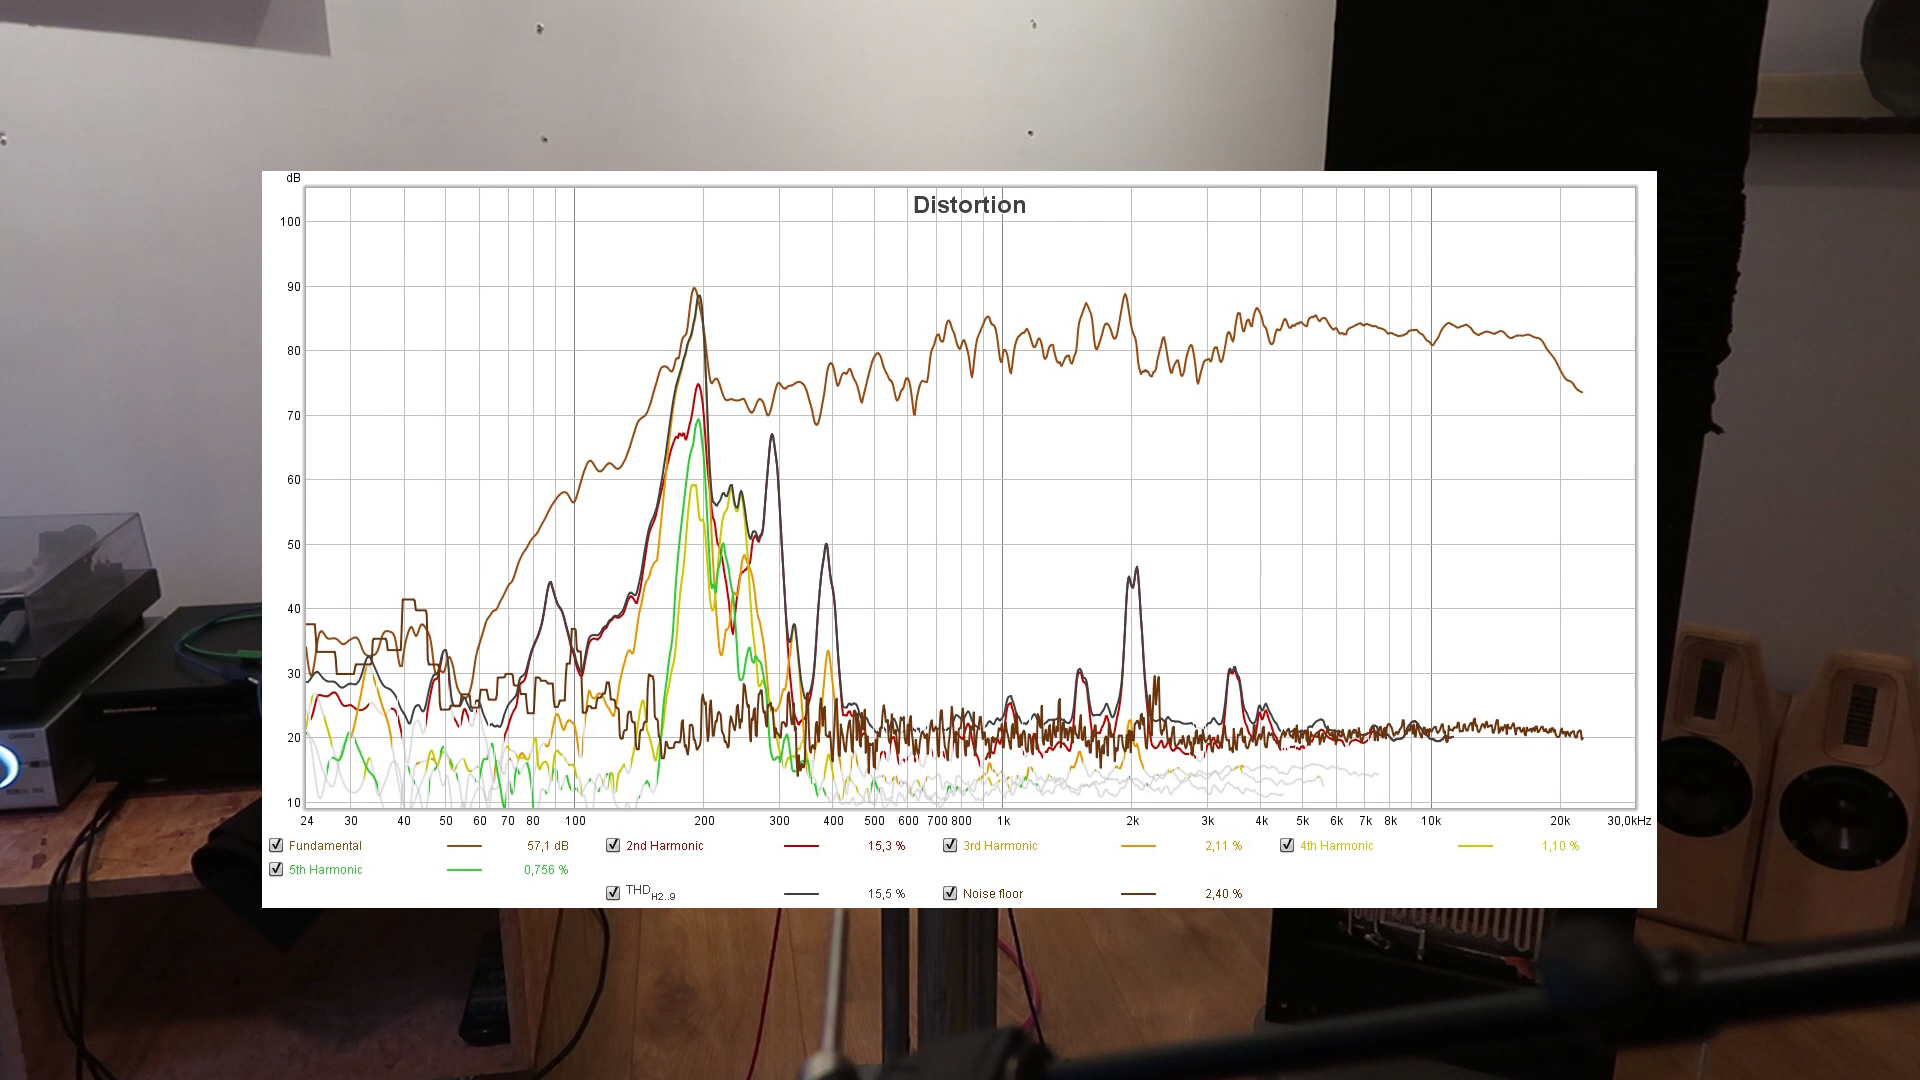 dB
Distortion
100
90
80
70
60
50
40
30
20
10
24 30 40 50 60 70 80 100 200 300 400 500 600 700 800 1k 2k 3k 4k 5k 6k 7k 8k 10k 20k 30,0kHz
Fundamental 57,1 dB 2nd Harmonic 15,3 % 3rd Harmonic 2,11 % 4th Harmonic 1,10 %
5th Harmonic 0,756 %
THD H2..9 15,5 % Noise floor 2,40 %